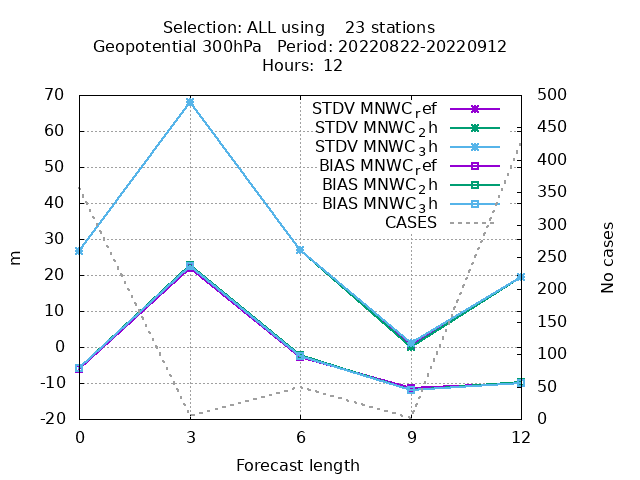 Selection: ALL using    23 stations
Geopotential 300hPa   Period: 20220822-20220912
Hours: 12
70
60
50
40
30
20
10
0
-10
-20
m
500
450
400
350
300
250
200
150
100
50
0
No cases
STDV MNWC_ref
STDV MNWC_2h
STDV MNWC_3h
BIAS MNWC_ref
BIAS MNWC_2h
BIAS MNWC_3h
CASES
0 3 6 9 12
Forecast length